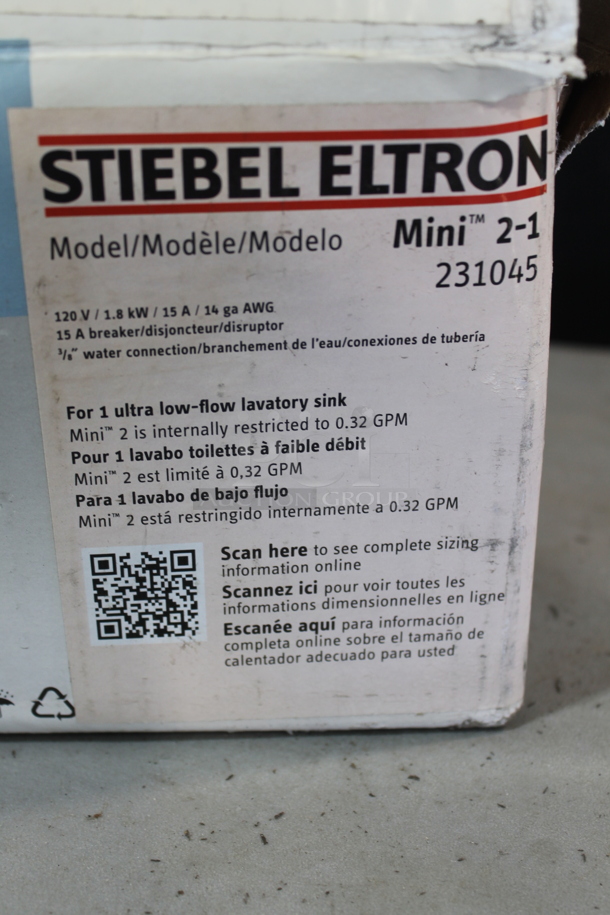 STIEBEL ELTRON
Model/Modèle/Modelo Mini™ 2-1
231045
120 V / 1.8 kW / 15 A / 14 ga AWG
15 A breaker/disjoncteur/disruptor
3/8" water connection/branchement de l'eau/conexiones de tubería
For 1 ultra low-flow lavatory sink
Mini™ 2 is internally restricted to 0.32 GPM
Pour 1 lavabo toilettes à faible débit
Mini™ 2 est limité à 0,32 GPM
Para 1 lavabo de bajo flujo
Mini™ 2 está restringido internamente a 0.32 GPM
AUCTION GROUP
Scan here to see complete sizing
information online
Scannez ici pour voir toutes les
informations dimensionnelles en ligne
Escanée aquí para información
completa online sobre el tamaño de
calentador adecuado para usted